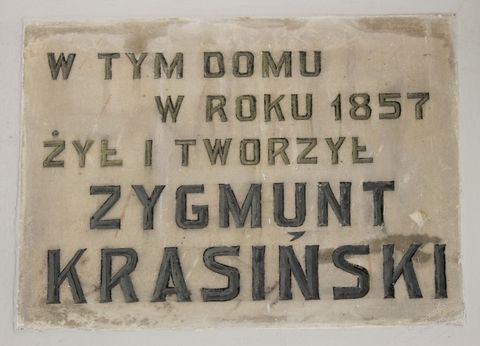 W TYM DOMU
W ROKU 1857
ŻYŁ I TWORZYŁ
ZYGMUNT
KRASIŃSKI